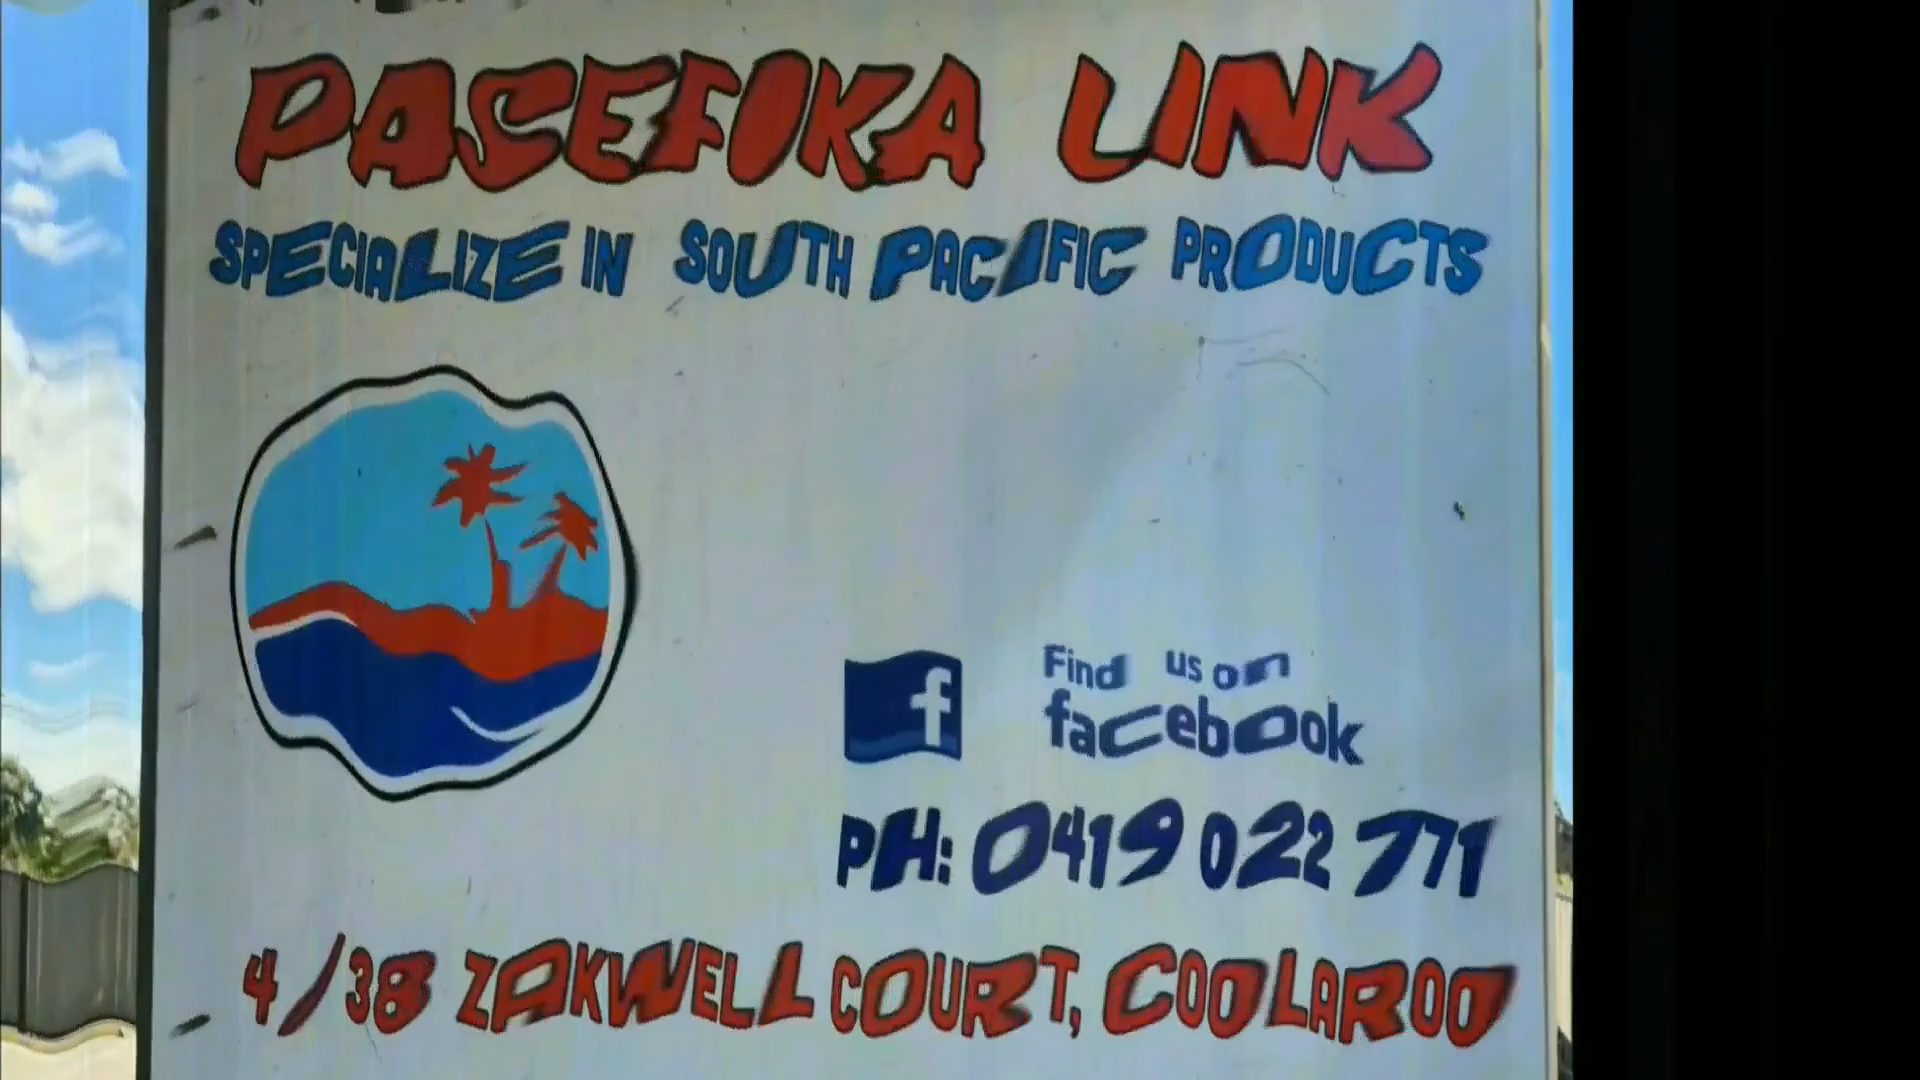 PASEFOKA LINK
SPECIALIZE IN SOUTH PACIFIC PRODUCTS
f Find us on
facebook
PH: 0419 022 771
4/38 ZAKWELL COURT, COOLAROO